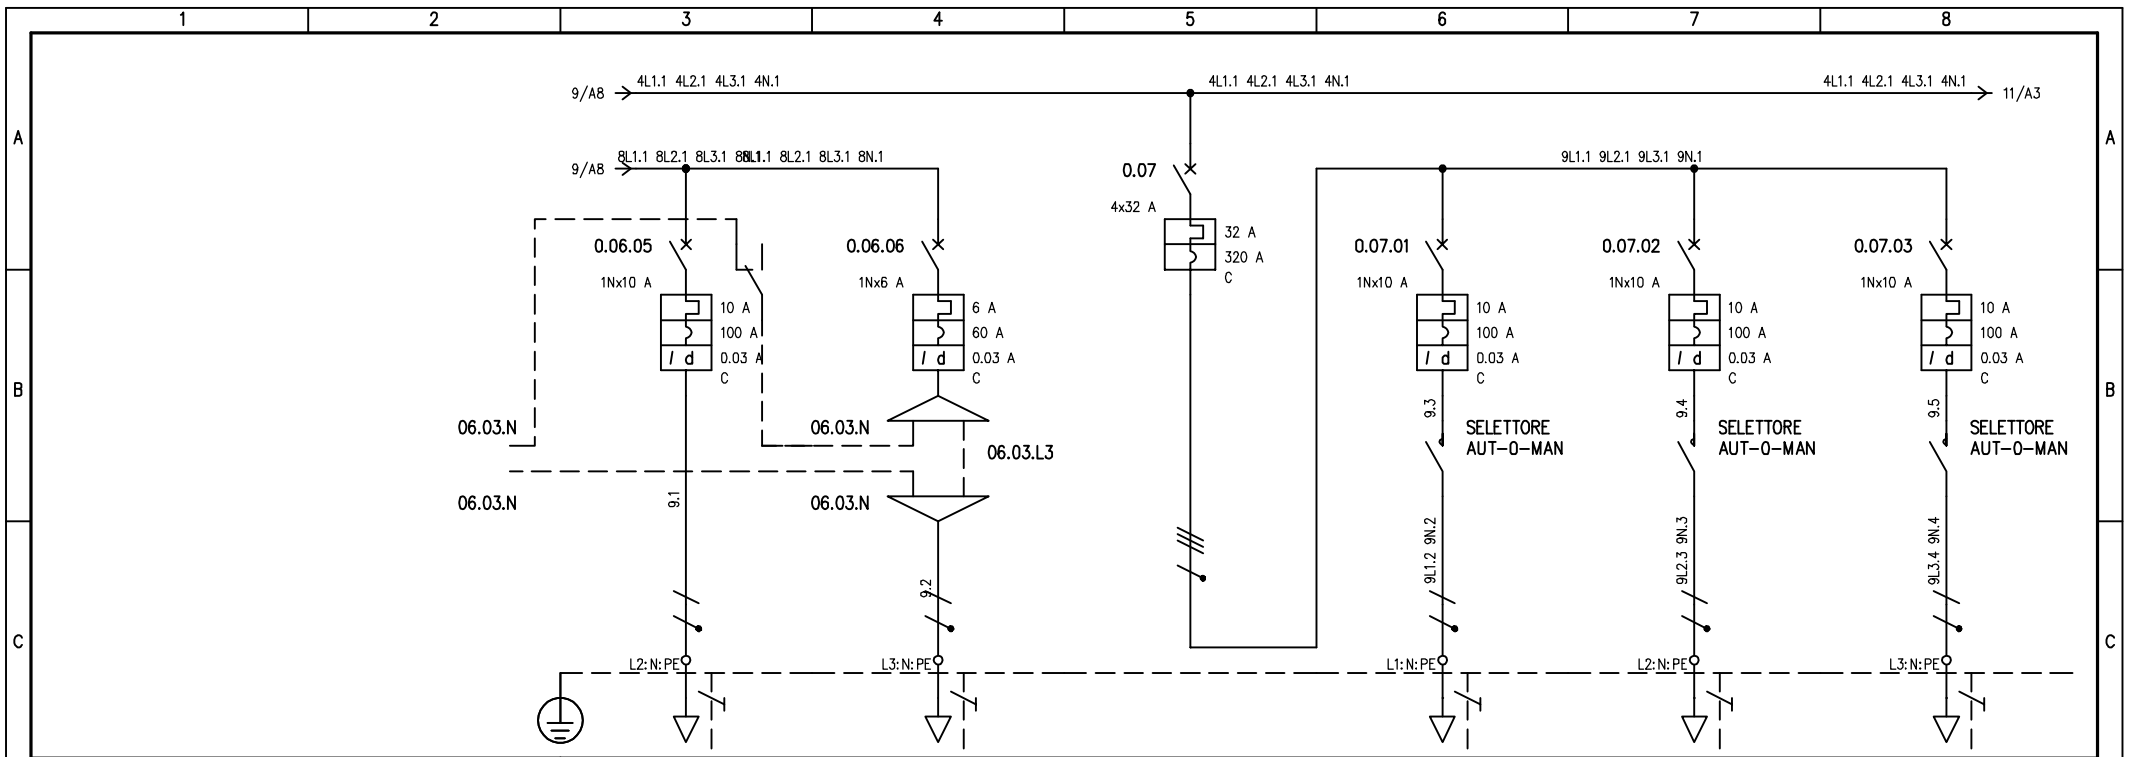 1 2 3 4 5 6 7 8
4L1.1 4L2.1 4L3.1 4N.1
4L1.1 4L2.1 4L3.1 4N.1
4L1.1 4L2.1 4L3.1 4N.1
9/A8
11/A3
A
A
8L1.1 8L2.1 8L3.1 8N.1
8L1.1 8L2.1 8L3.1 8N.1
9L1.1 9L2.1 9L3.1 9N.1
9/A8
0.07
4x32 A
32 A
320 A
C
0.06.05
1Nx10 A
10 A
100 A
I d
0.03 A
C
0.06.06
1Nx6 A
6 A
60 A
I d
0.03 A
C
0.07.01
1Nx10 A
10 A
100 A
I d
0.03 A
C
0.07.02
1Nx10 A
10 A
100 A
I d
0.03 A
C
0.07.03
1Nx10 A
10 A
100 A
I d
0.03 A
C
B
B
9.3
SELETTORE
AUT-0-MAN
9.4
SELETTORE
AUT-0-MAN
9.5
SELETTORE
AUT-0-MAN
06.03.N
06.03.N
06.03.L3
06.03.N
06.03.N
9.1
9.2
9L1.2 9N.2
9L2.3 9N.3
9L3.4 9N.4
C
C
L2:N:PE
L3:N:PE
L1:N:PE
L2:N:PE
L3:N:PE